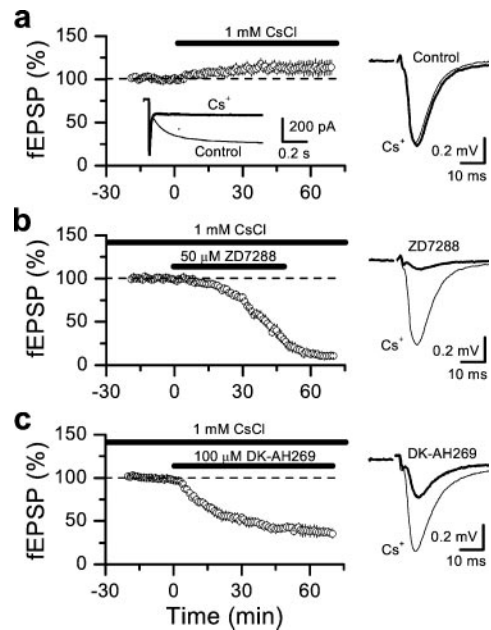 a
1 mM CsCl
150
100
50
0
fEPSP (%)
-30 0 30 60
Cs+
Control
200 pA
0.2 s
Control
Cs+
0.2 mV
10 ms
b
1 mM CsCl
50 μM ZD7288
150
100
50
0
fEPSP (%)
-30 0 30 60
ZD7288
Cs+
0.2 mV
10 ms
c
1 mM CsCl
100 μM DK-AH269
150
100
50
0
fEPSP (%)
-30 0 30 60
Time (min)
DK-AH269
Cs+
0.2 mV
10 ms